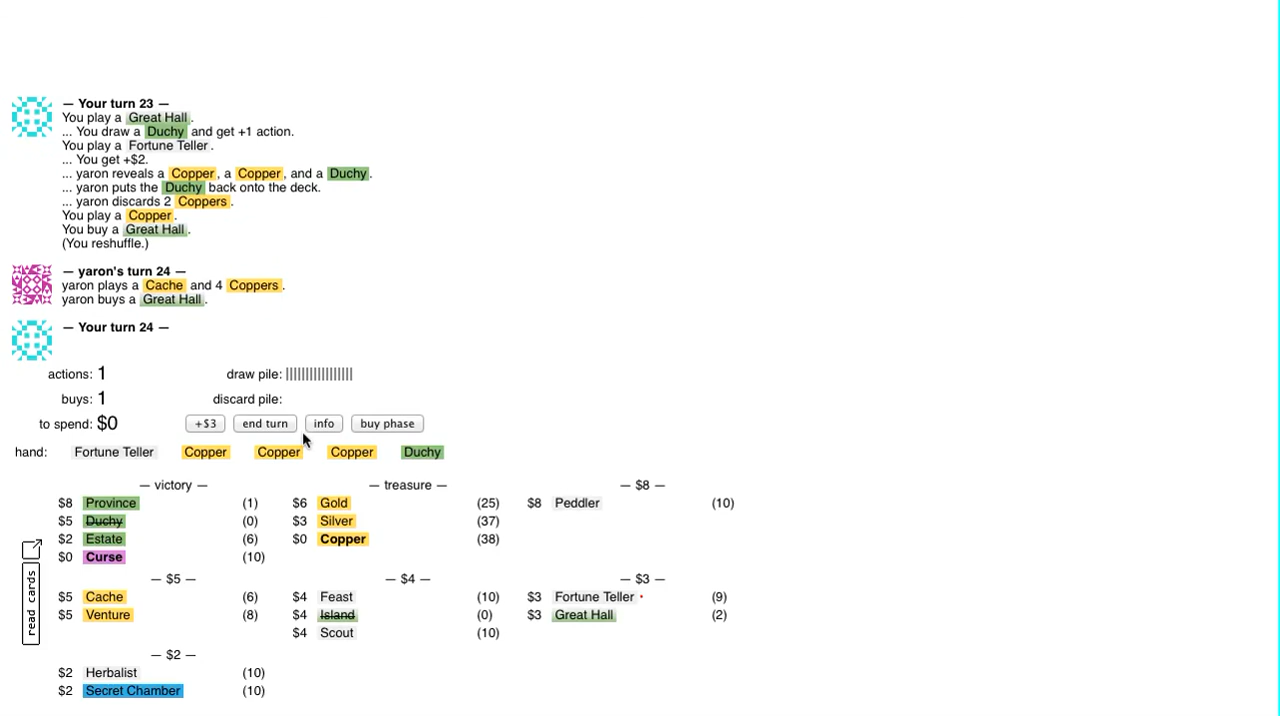 — Your turn 23 —
You play a Great Hall.
... You draw a Duchy and get +1 action.
You play a Fortune Teller.
... You get +$2.
... yaron reveals a Copper, a Copper, and a Duchy.
... yaron puts the Duchy back onto the deck.
... yaron discards 2 Coppers.
You play a Copper.
You buy a Great Hall.
(You reshuffle.)
— yaron's turn 24 —
yaron plays a Cache and 4 Coppers.
yaron buys a Great Hall.
— Your turn 24 —
actions: 1 draw pile: |||||||||||||||||
buys: 1 discard pile:
to spend: $0 +$3 end turn info buy phase
hand: Fortune Teller Copper Copper Copper Duchy
— victory — — treasure — — $8 —
$8 Province (1) $6 Gold (25) $8 Peddler (10)
$5 Duchy (0) $3 Silver (37)
$2 Estate (6) $0 Copper (38)
$0 Curse (10)
— $5 — — $4 — — $3 —
$5 Cache (6) $4 Feast (10) $3 Fortune Teller (9)
$5 Venture (8) $4 Island (0) $3 Great Hall (2)
$4 Scout (10)
— $2 —
$2 Herbalist (10)
$2 Secret Chamber (10)
read cards